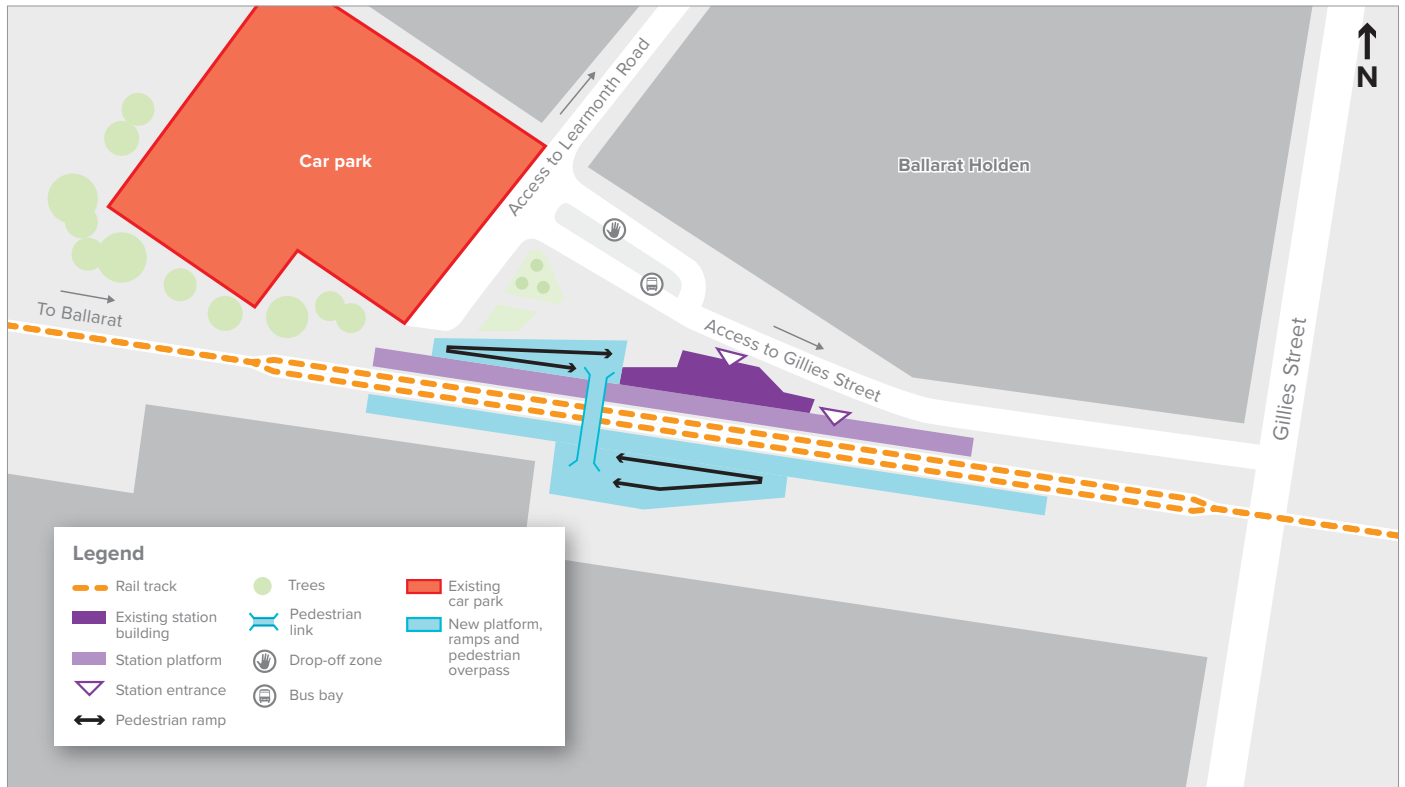 N
Car park
Access to Learmonth Road
Ballarat Holden
To Ballarat
Access to Gillies Street
Gillies Street
Legend
Rail track
Existing station
building
Station platform
Station entrance
Pedestrian ramp
Trees
Pedestrian
link
Drop-off zone
Bus bay
Existing
car park
New platform,
ramps and
pedestrian
overpass